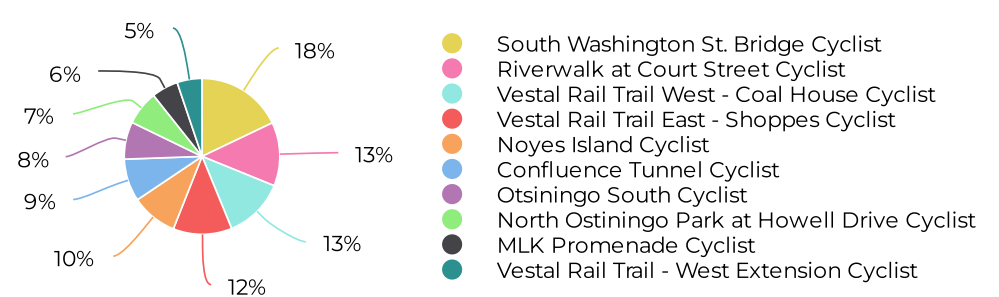 5%
18%
6%
7%
13%
8%
9%
13%
10%
12%
South Washington St. Bridge Cyclist
Riverwalk at Court Street Cyclist
Vestal Rail Trail West - Coal House Cyclist
Vestal Rail Trail East - Shoppes Cyclist
Noyes Island Cyclist
Confluence Tunnel Cyclist
Otsiningo South Cyclist
North Ostiningo Park at Howell Drive Cyclist
MLK Promenade Cyclist
Vestal Rail Trail - West Extension Cyclist